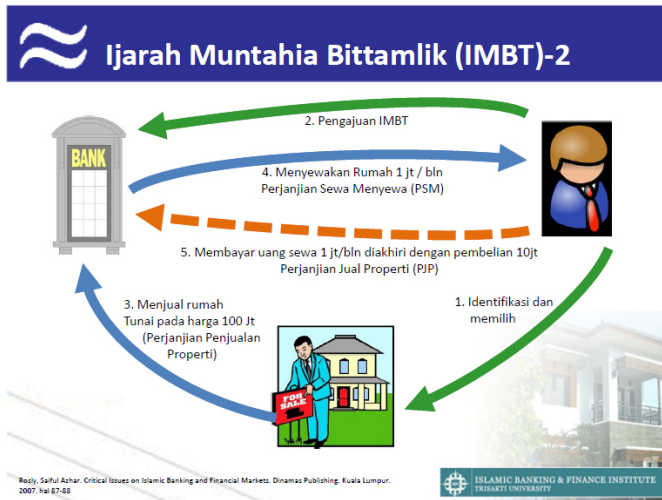 Ijarah Muntahia Bittamlik (IMBT)-2
2. Pengajuan IMBT
BANK
4. Menyewakan Rumah 1 jt / bln
Perjanjian Sewa Menyewa (PSM)
5. Membayar uang sewa 1 jt/bln diakhiri dengan pembelian 10jt
Perjanjian Jual Properti (PJP)
3. Menjual rumah
Tunai pada harga 100 Jt
(Perjanjian Penjualan
Properti)
1. Identifikasi dan
memilih
FOR
SALE
Rosly, Saiful Azhar. Critical Issues on Islamic Banking and Financial Markets. Dinamas Publishing. Kuala Lumpur.
2007. hal 87-88
ISLAMIC BANKING & FINANCE INSTITUTE
TRISAKTI UNIVERSITY